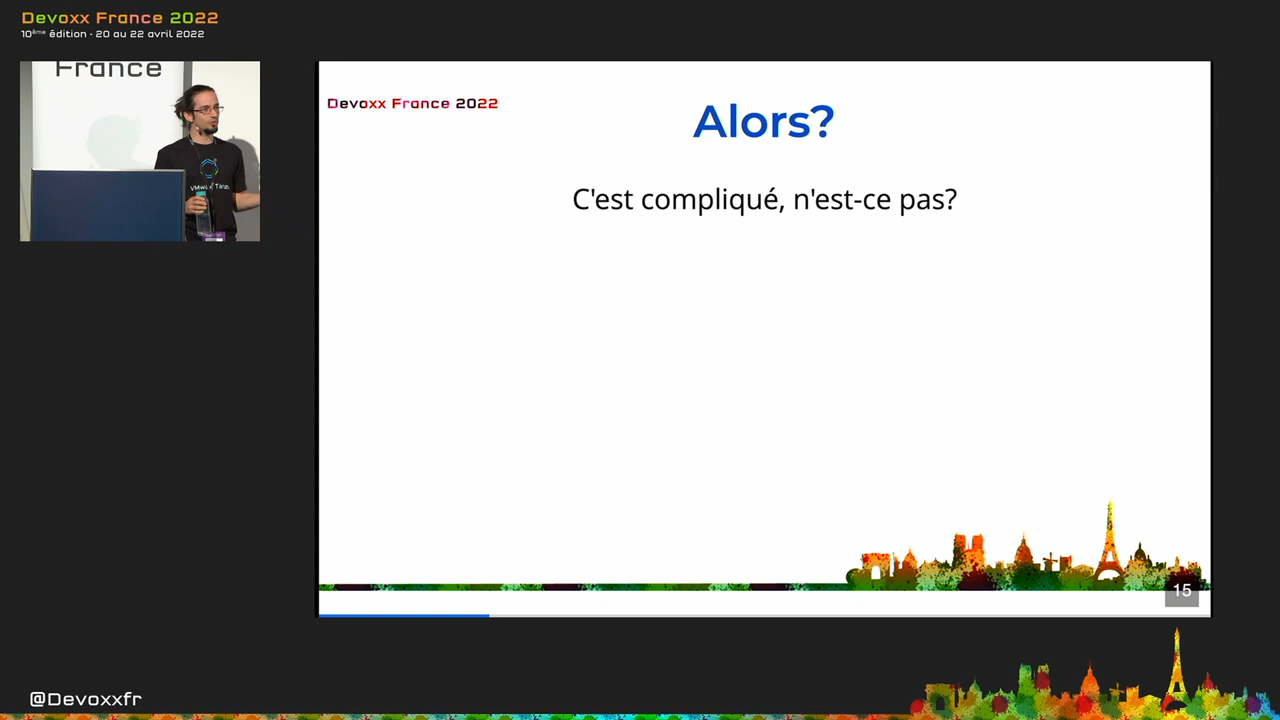 Devoxx France 2022
10ème édition · 20 au 22 avril 2022
France
Devoxx France 2022
Alors?
C'est compliqué, n'est-ce pas?
15
@Devoxxfr